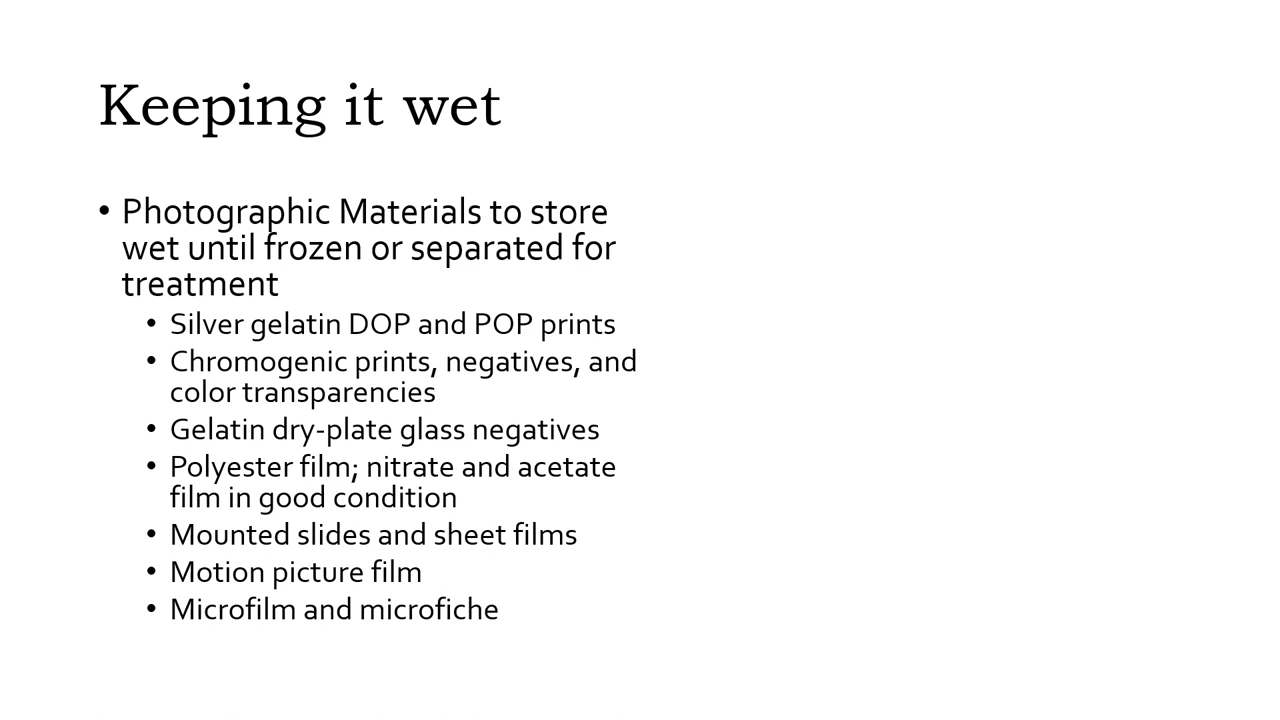 Keeping it wet
• Photographic Materials to store
wet until frozen or separated for
treatment
• Silver gelatin DOP and POP prints
• Chromogenic prints, negatives, and
color transparencies
• Gelatin dry-plate glass negatives
• Polyester film; nitrate and acetate
film in good condition
• Mounted slides and sheet films
• Motion picture film
• Microfilm and microfiche